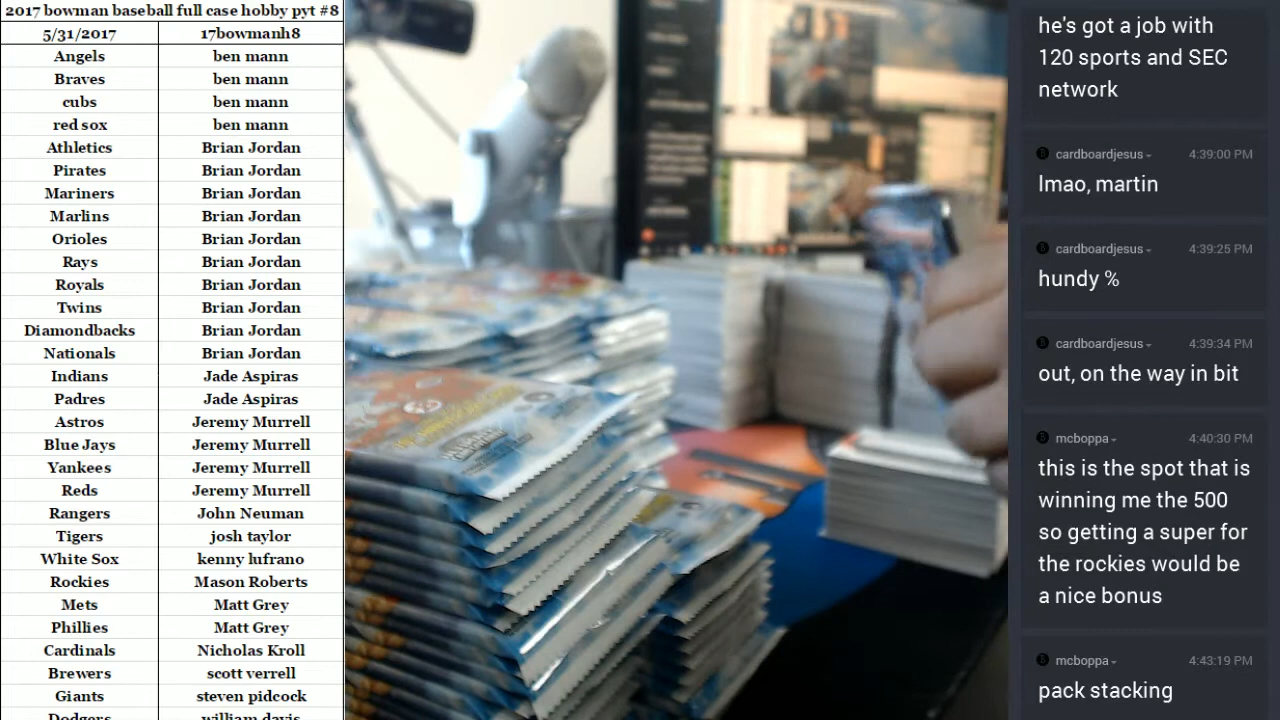 2017 bowman baseball full case hobby pyt #8
5/31/2017 17bowmanh8
Angels ben mann
Braves ben mann
cubs ben mann
red sox ben mann
Athletics Brian Jordan
Pirates Brian Jordan
Mariners Brian Jordan
Marlins Brian Jordan
Orioles Brian Jordan
Rays Brian Jordan
Royals Brian Jordan
Twins Brian Jordan
Diamondbacks Brian Jordan
Nationals Brian Jordan
Indians Jade Aspiras
Padres Jade Aspiras
Astros Jeremy Murrell
Blue Jays Jeremy Murrell
Yankees Jeremy Murrell
Reds Jeremy Murrell
Rangers John Neuman
Tigers josh taylor
White Sox kenny lufrano
Rockies Mason Roberts
Mets Matt Grey
Phillies Matt Grey
Cardinals Nicholas Kroll
Brewers scott verrell
Giants steven pidcock
Dodgers william davis
he's got a job with
120 sports and SEC
network
cardboardjesus 4:39:00 PM
lmao, martin
cardboardjesus 4:39:25 PM
hundy %
cardboardjesus 4:39:34 PM
out, on the way in bit
mcboppa 4:40:30 PM
this is the spot that is
winning me the 500
so getting a super for
the rockies would be
a nice bonus
mcboppa 4:43:19 PM
pack stacking